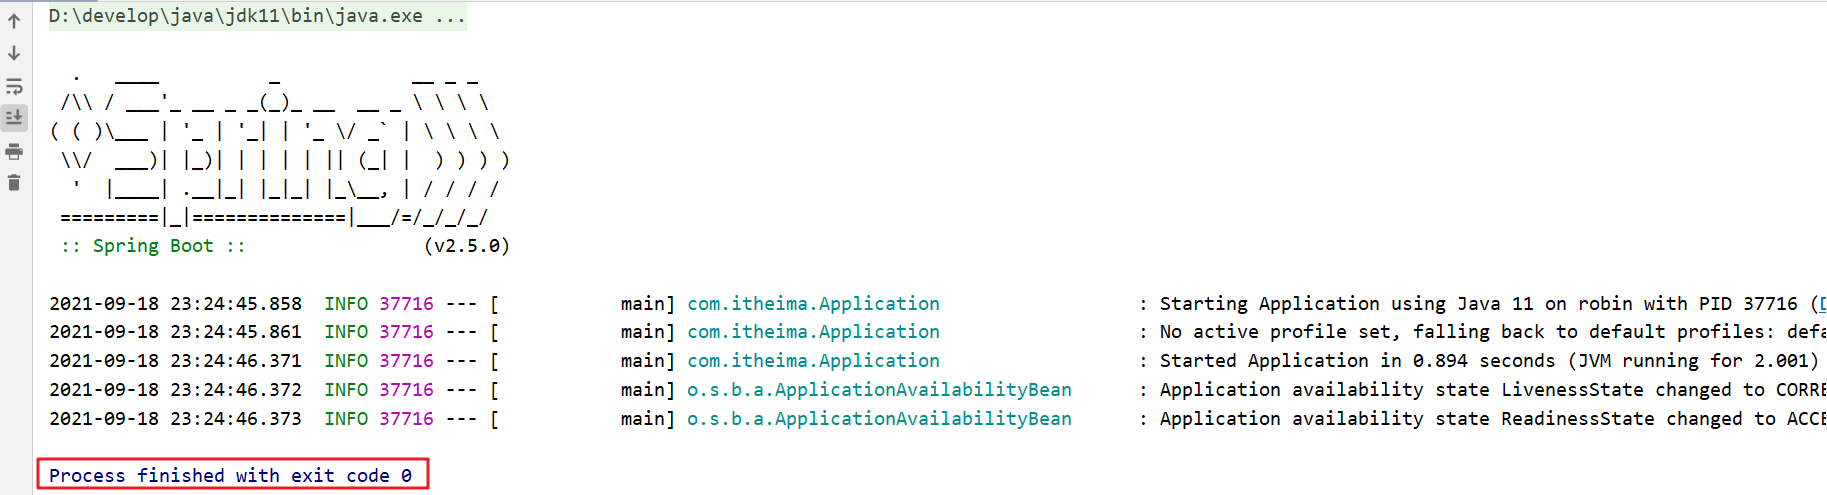 D:\develop\java\jdk11\bin\java.exe ...
  .   ____          _            __ _ _
 /\\ / ___'_ __ _ _(_)_ __  __ _ \ \ \ \
( ( )\___ | '_ | '_| | '_ \/ _` | \ \ \ \
 \\/  ___)| |_)| | | | | || (_| |  ) ) ) )
  '  |____| .__|_| |_|_| |_\__, | / / / /
 =========|_|==============|___/=/_/_/_/
 :: Spring Boot ::                (v2.5.0)
2021-09-18 23:24:45.858  INFO 37716 --- [           main] com.itheima.Application                  : Starting Application using Java 11 on robin with PID 37716 (D
2021-09-18 23:24:45.861  INFO 37716 --- [           main] com.itheima.Application                  : No active profile set, falling back to default profiles: defa
2021-09-18 23:24:46.371  INFO 37716 --- [           main] com.itheima.Application                  : Started Application in 0.894 seconds (JVM running for 2.001)
2021-09-18 23:24:46.372  INFO 37716 --- [           main] o.s.b.a.ApplicationAvailabilityBean      : Application availability state LivenessState changed to CORRE
2021-09-18 23:24:46.373  INFO 37716 --- [           main] o.s.b.a.ApplicationAvailabilityBean      : Application availability state ReadinessState changed to ACCE
Process finished with exit code 0